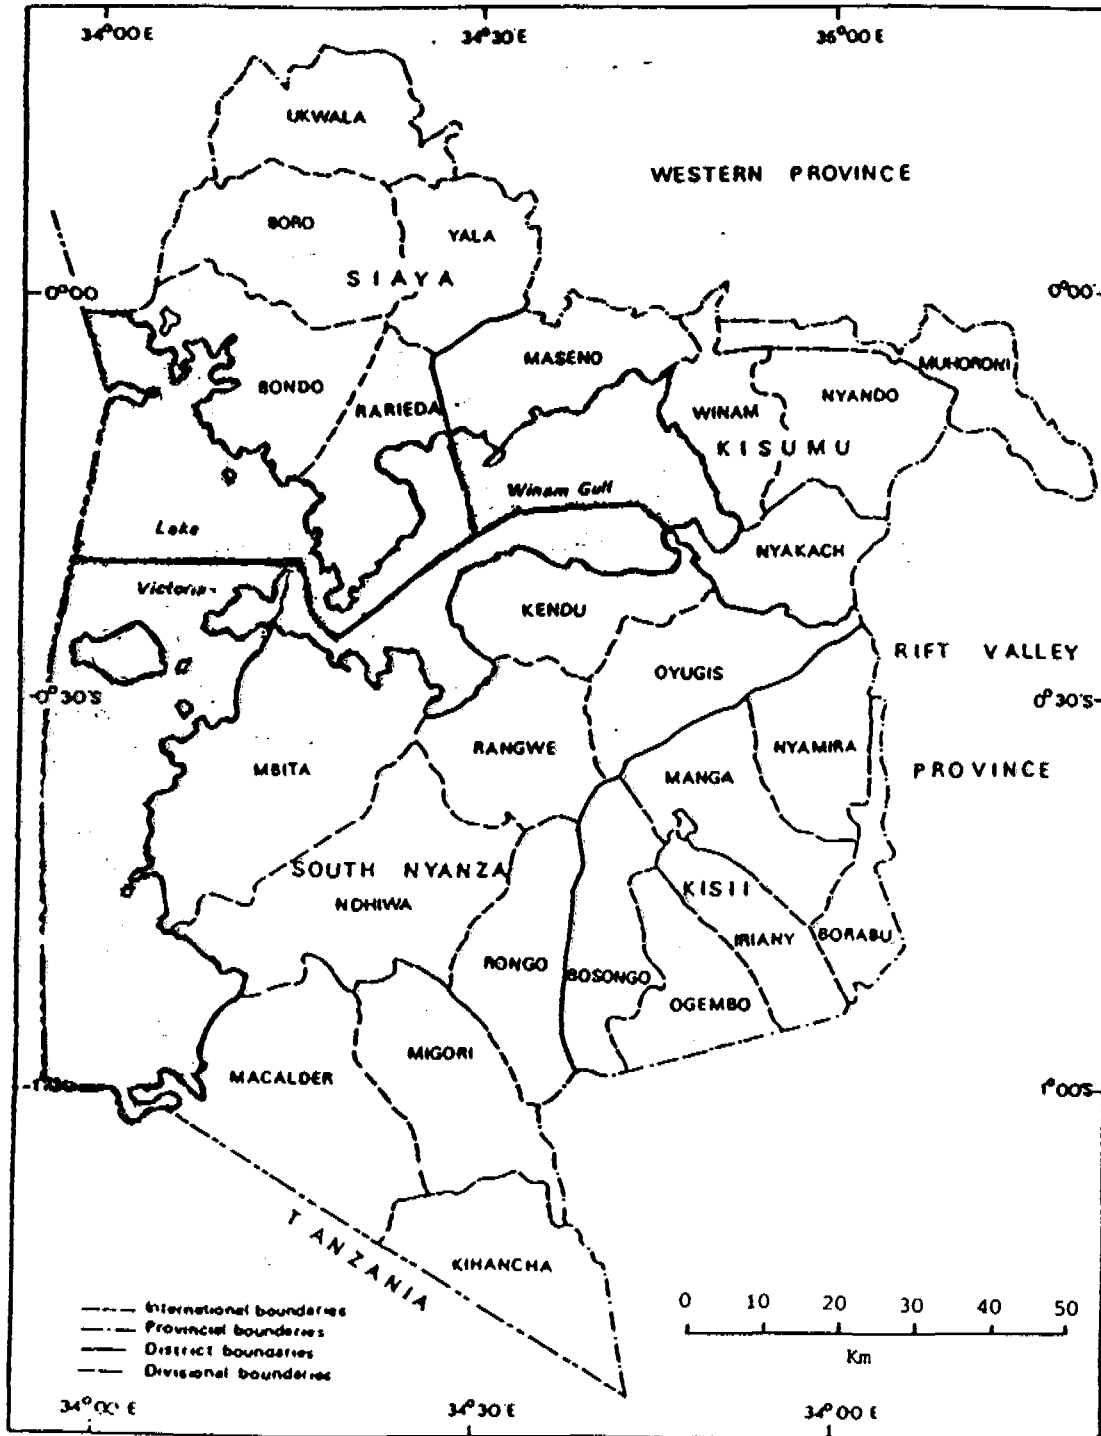 34°00 E 34°30 E 35°00 E
UKWALA
WESTERN PROVINCE
BORO
YALA
SIAYA
0°00 0°00'
MASENO
MUHORONI
BONDO
NYANDO
RARIEDA
WINAM
KISUMU
Winam Gulf
Lake
NYAKACH
Victoria
KENDU
RIFT VALLEY
OYUGIS
0°30'S 0°30'S
NYAMIRA
RANGWE
MBITA
MANGA
PROVINCE
SOUTH NYANZA
KISII
NDHIWA
IRIANY
BORABU
RONGO
BOSONGO
OGEMBO
MIGORI
MACALDER
1°00'S
TANZANIA
KIHANCHA
0 10 20 30 40 50
Km
International boundaries
Provincial boundaries
District boundaries
Divisional boundaries
34°00 E 34°30 E 34°00 E